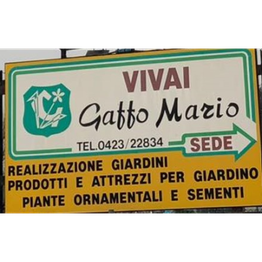 VIVAI
Gaffo Mario
TEL.0423/22834
SEDE
REALIZZAZIONE GIARDINI
PRODOTTI E ATTREZZI PER GIARDINO
PIANTE ORNAMENTALI E SEMENTI